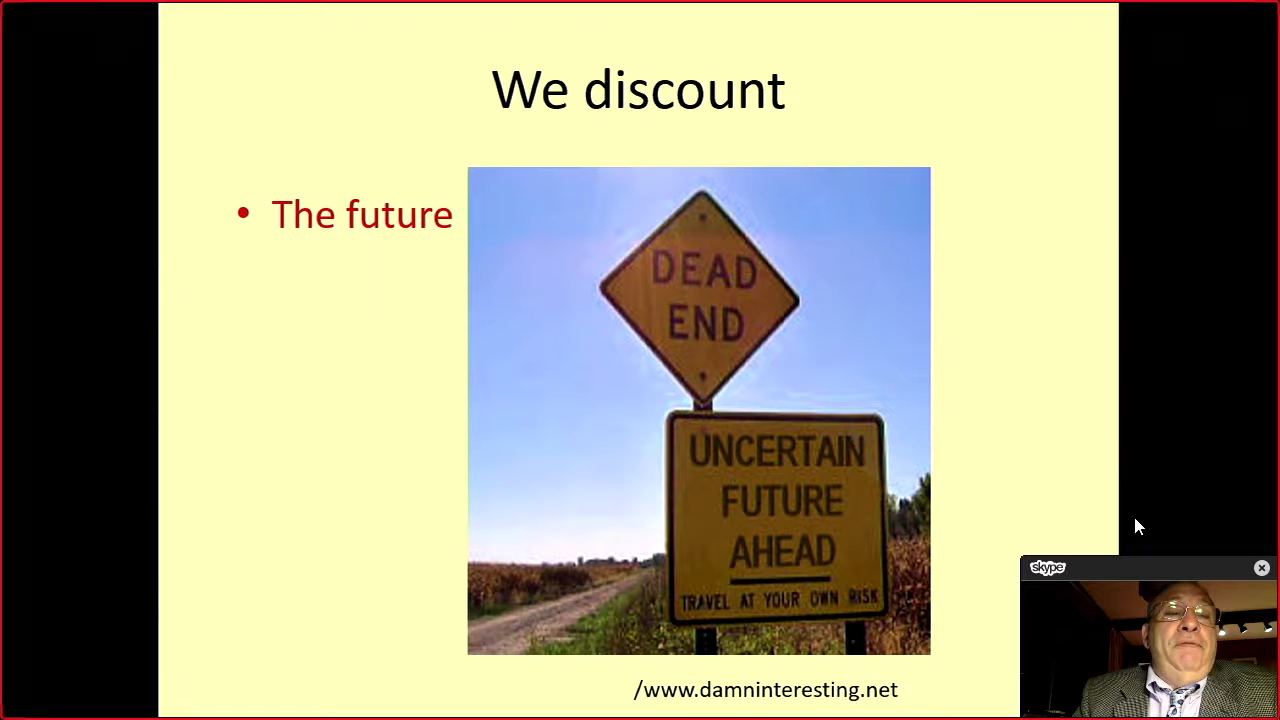 We discount
• The future
DEAD
END
UNCERTAIN
FUTURE
AHEAD
TRAVEL AT YOUR OWN RISK
/www.damninteresting.net
skype